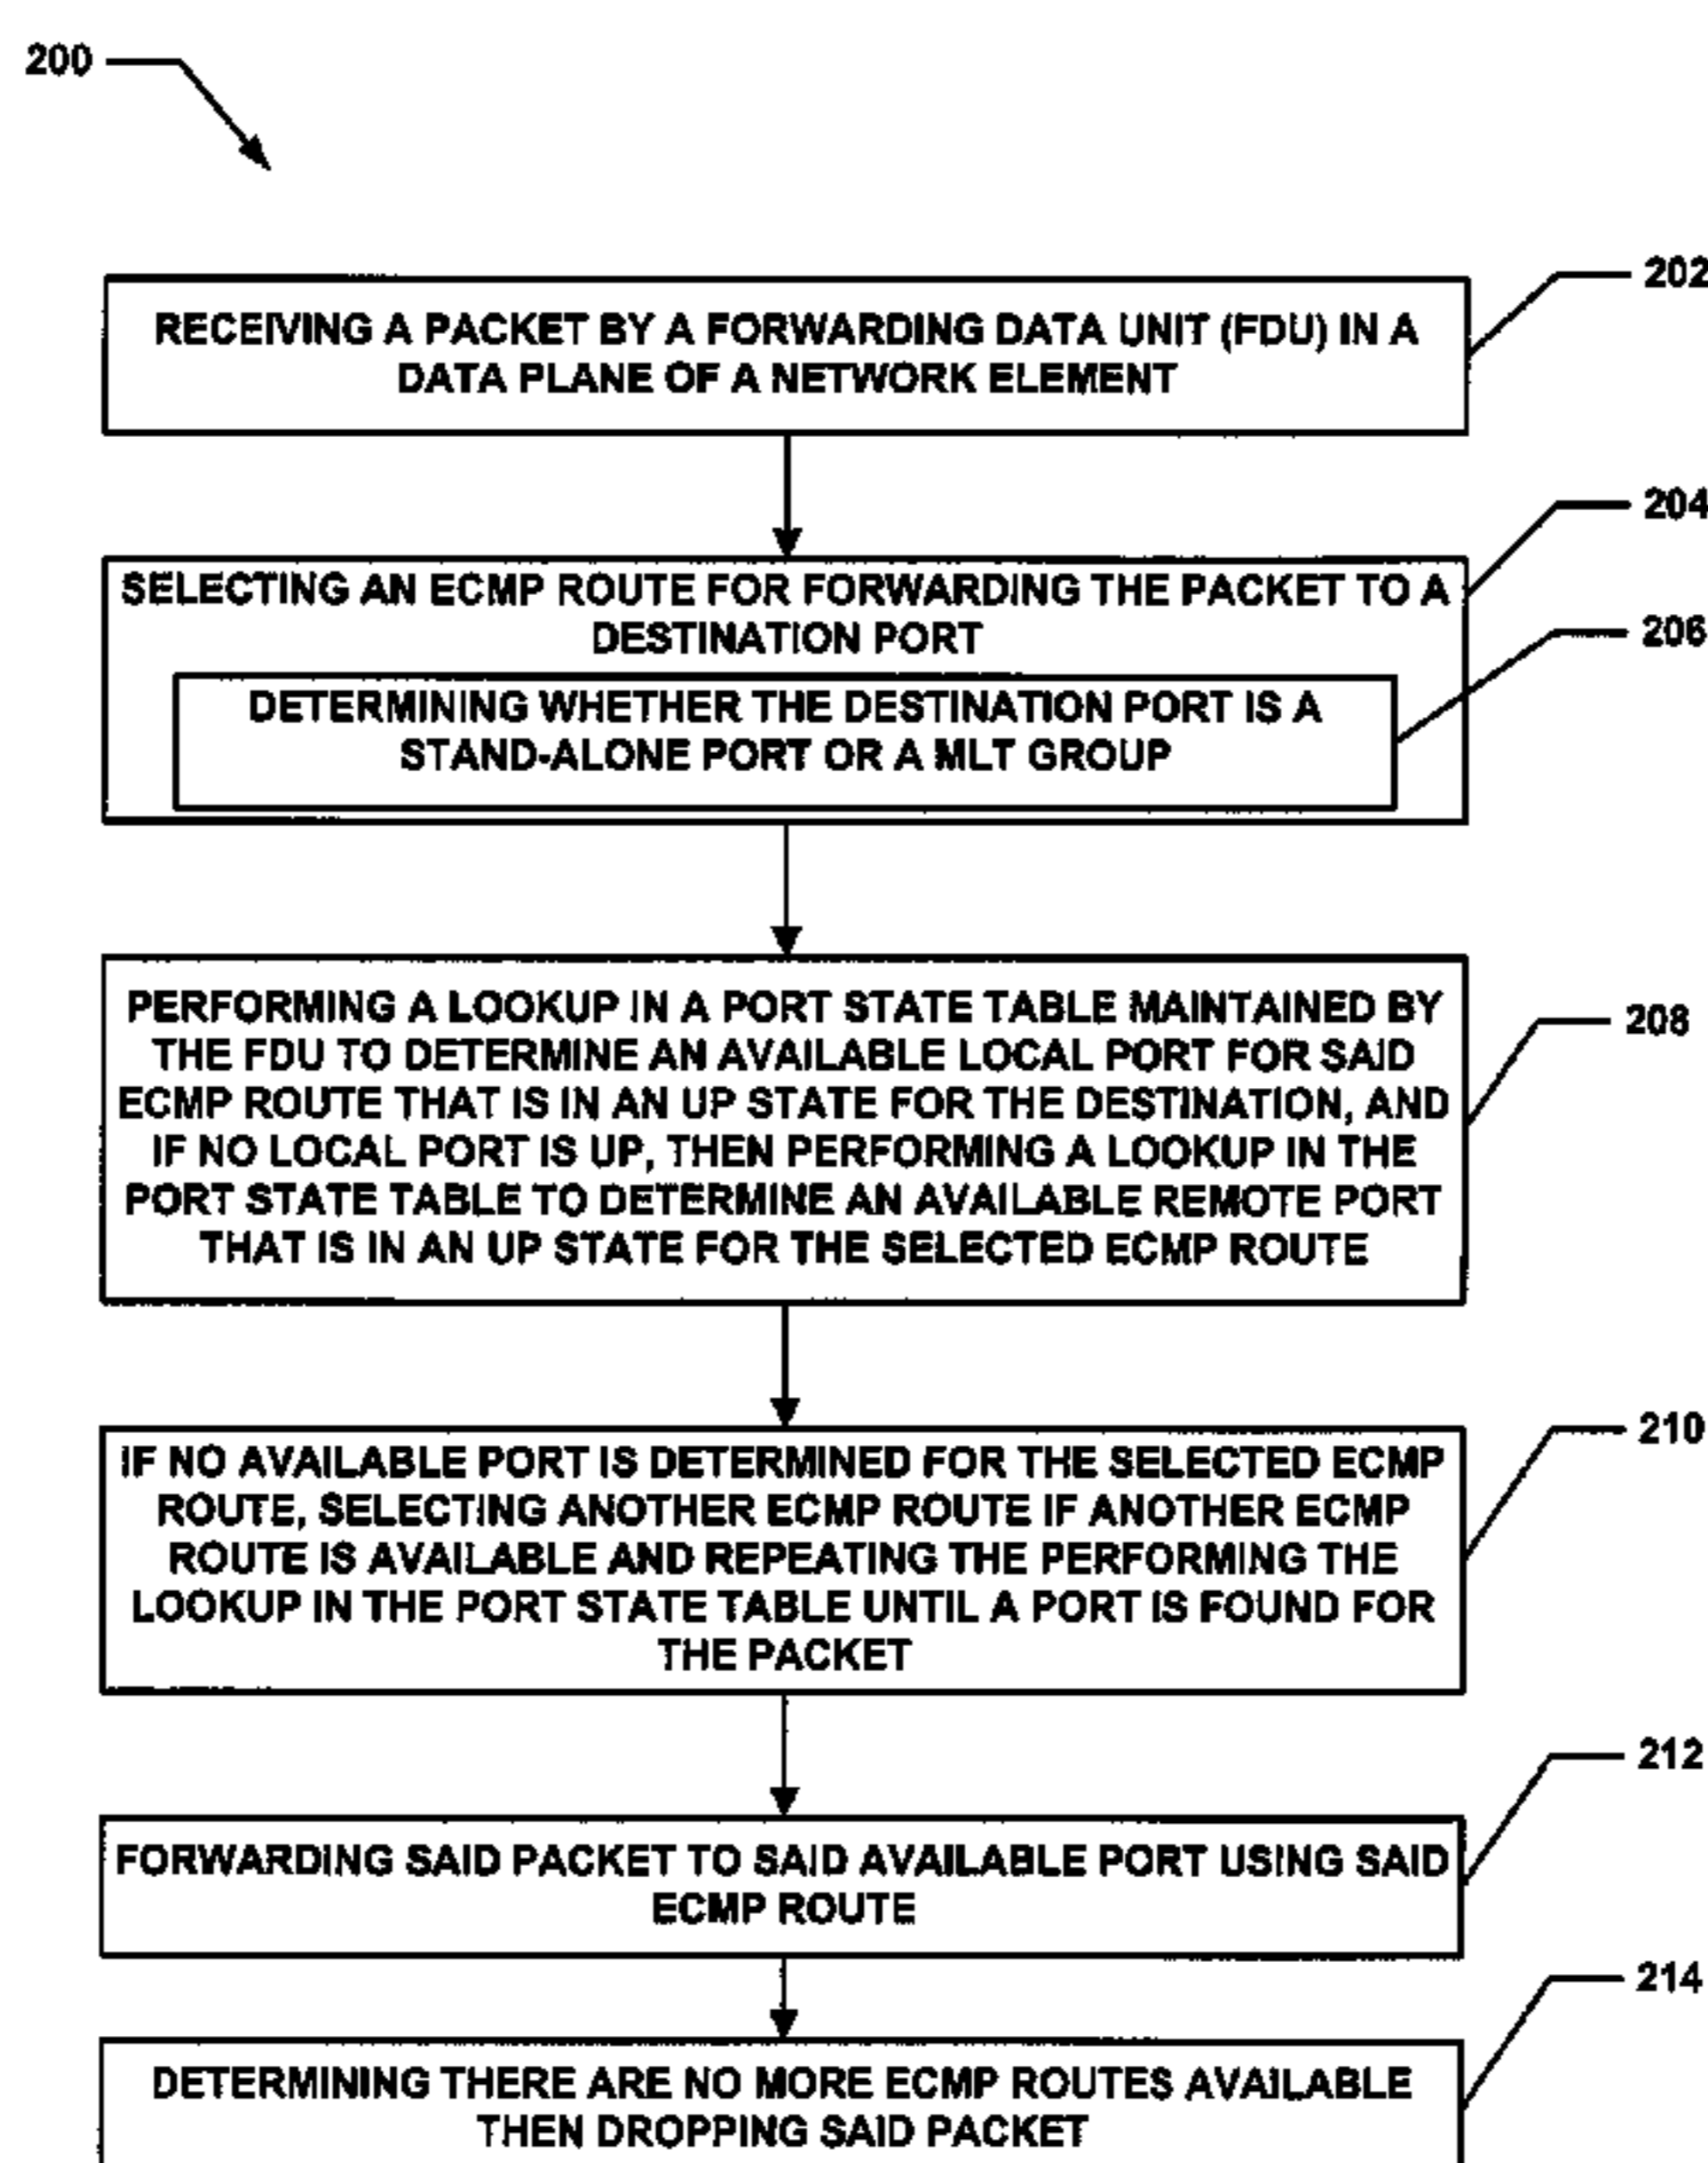 200
202
RECEIVING A PACKET BY A FORWARDING DATA UNIT (FDU) IN A
DATA PLANE OF A NETWORK ELEMENT
204
SELECTING AN ECMP ROUTE FOR FORWARDING THE PACKET TO A
DESTINATION PORT
206
DETERMINING WHETHER THE DESTINATION PORT IS A
STAND-ALONE PORT OR A MLT GROUP
208
PERFORMING A LOOKUP IN A PORT STATE TABLE MAINTAINED BY
THE FDU TO DETERMINE AN AVAILABLE LOCAL PORT FOR SAID
ECMP ROUTE THAT IS IN AN UP STATE FOR THE DESTINATION, AND
IF NO LOCAL PORT IS UP, THEN PERFORMING A LOOKUP IN THE
PORT STATE TABLE TO DETERMINE AN AVAILABLE REMOTE PORT
THAT IS IN AN UP STATE FOR THE SELECTED ECMP ROUTE
210
IF NO AVAILABLE PORT IS DETERMINED FOR THE SELECTED ECMP
ROUTE, SELECTING ANOTHER ECMP ROUTE IF ANOTHER ECMP
ROUTE IS AVAILABLE AND REPEATING THE PERFORMING THE
LOOKUP IN THE PORT STATE TABLE UNTIL A PORT IS FOUND FOR
THE PACKET
212
FORWARDING SAID PACKET TO SAID AVAILABLE PORT USING SAID
ECMP ROUTE
214
DETERMINING THERE ARE NO MORE ECMP ROUTES AVAILABLE
THEN DROPPING SAID PACKET